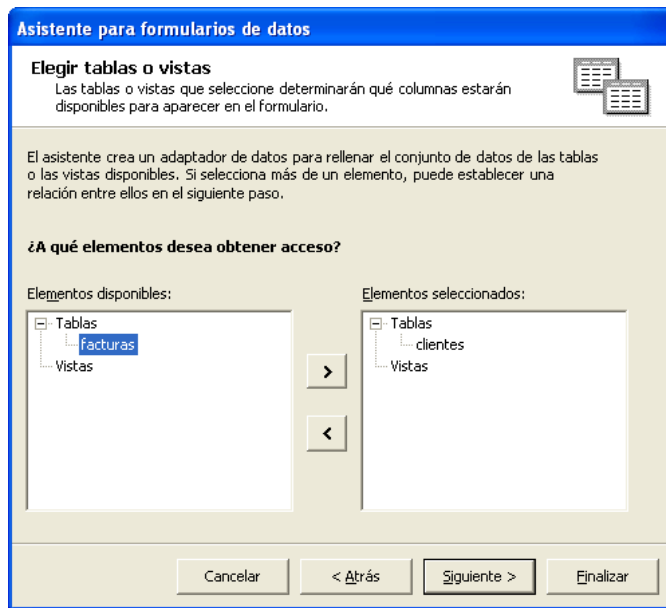 Asistente para formularios de datos
Elegir tablas o vistas
Las tablas o vistas que seleccione determinarán qué columnas estarán
disponibles para aparecer en el formulario.
El asistente crea un adaptador de datos para rellenar el conjunto de datos de las tablas
o las vistas disponibles. Si selecciona más de un elemento, puede establecer una
relación entre ellos en el siguiente paso.
¿A qué elementos desea obtener acceso?
Elementos disponibles:
Tablas
facturas
Vistas
>
<
Elementos seleccionados:
Tablas
clientes
Vistas
Cancelar
< Atrás
Siguiente >
Finalizar